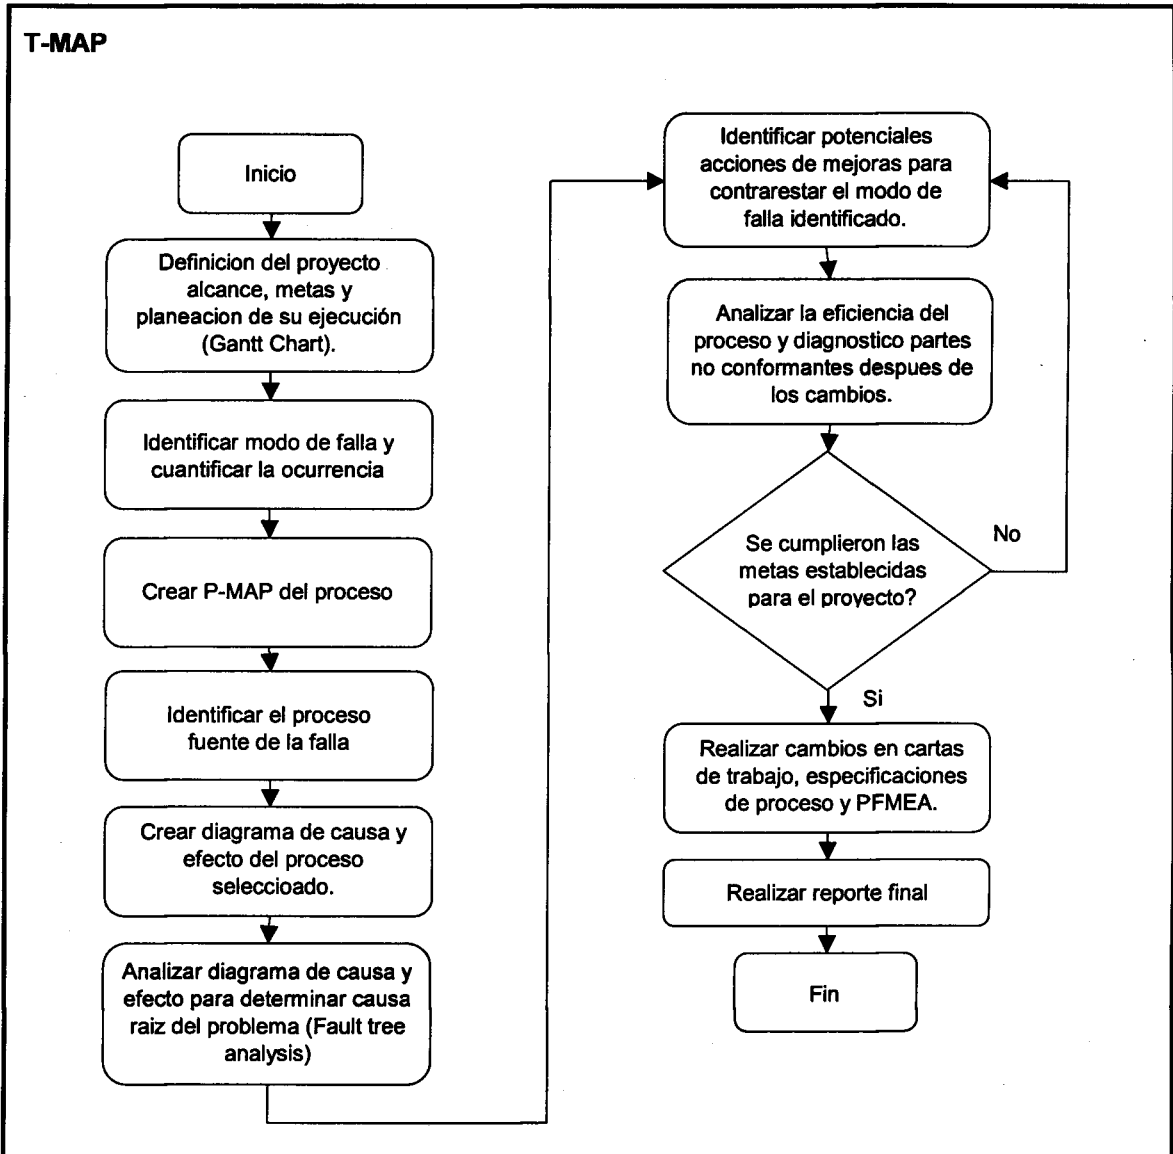 T-MAP
Inicio
Definicion del proyecto
alcance, metas y
planeacion de su ejecución
(Gantt Chart).
Identificar modo de falla y
cuantificar la ocurrencia
Crear P-MAP del proceso
Identificar el proceso
fuente de la falla
Crear diagrama de causa y
efecto del proceso
seleccioado.
Analizar diagrama de causa y
efecto para determinar causa
raiz del problema (Fault tree
analysis)
Identificar potenciales
acciones de mejoras para
contrarestar el modo de
falla identificado.
Analizar la eficiencia del
proceso y diagnostico partes
no conformantes despues de
los cambios.
Se cumplieron las
metas establecidas
para el proyecto?
No
Si
Realizar cambios en cartas
de trabajo, especificaciones
de proceso y PFMEA.
Realizar reporte final
Fin